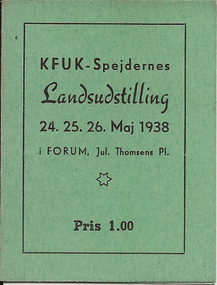 KFUK-Spejdernes
Landsudstilling
24. 25. 26. Maj 1938
i FORUM, Jul. Thomsens Pl.
Pris 1.00